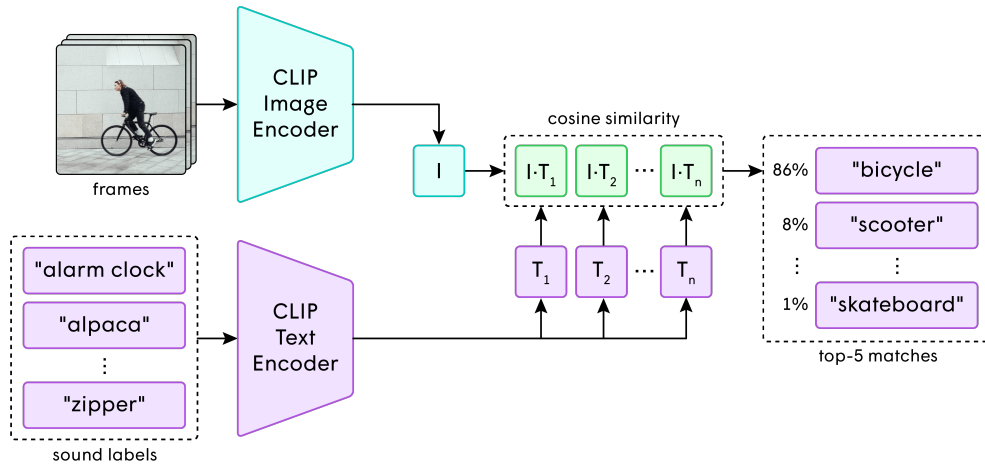 CLIP
Image
Encoder
frames
I
cosine similarity
I·T1 I·T2 ··· I·Tn
86% "bicycle"
8% "scooter"
⋮ ⋮
1% "skateboard"
top-5 matches
T1 T2 ··· Tn
"alarm clock"
"alpaca"
⋮
"zipper"
sound labels
CLIP
Text
Encoder